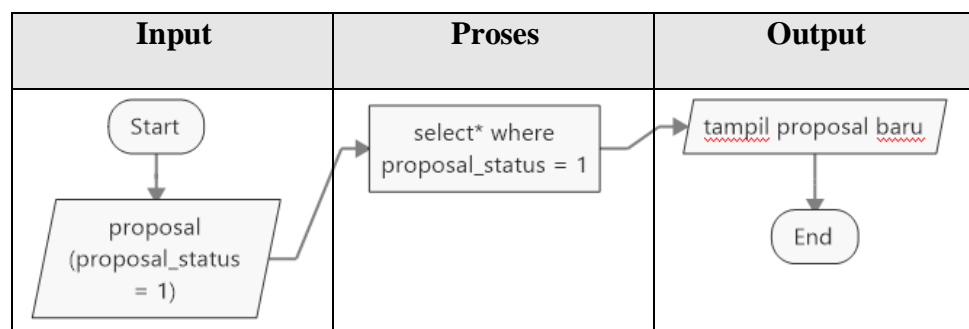 Input
Proses
Output
Start
proposal
(proposal_status
= 1)
select* where
proposal_status = 1
tampil proposal baru
End